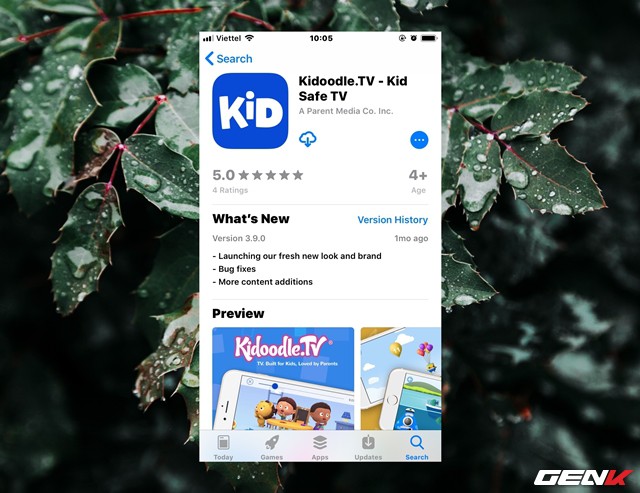 Viettel 10:05
Search
KiD
Kidoodle.TV - Kid
Safe TV
A Parent Media Co. Inc.
5.0 4+
4 Ratings Age
What's New Version History
Version 3.9.0 1mo ago
- Launching our fresh new look and brand
- Bug fixes
- More content additions
Preview
Kidoodle.TV®
TV. Built for Kids, Loved by Parents
Today Games Apps Updates Search
GENK